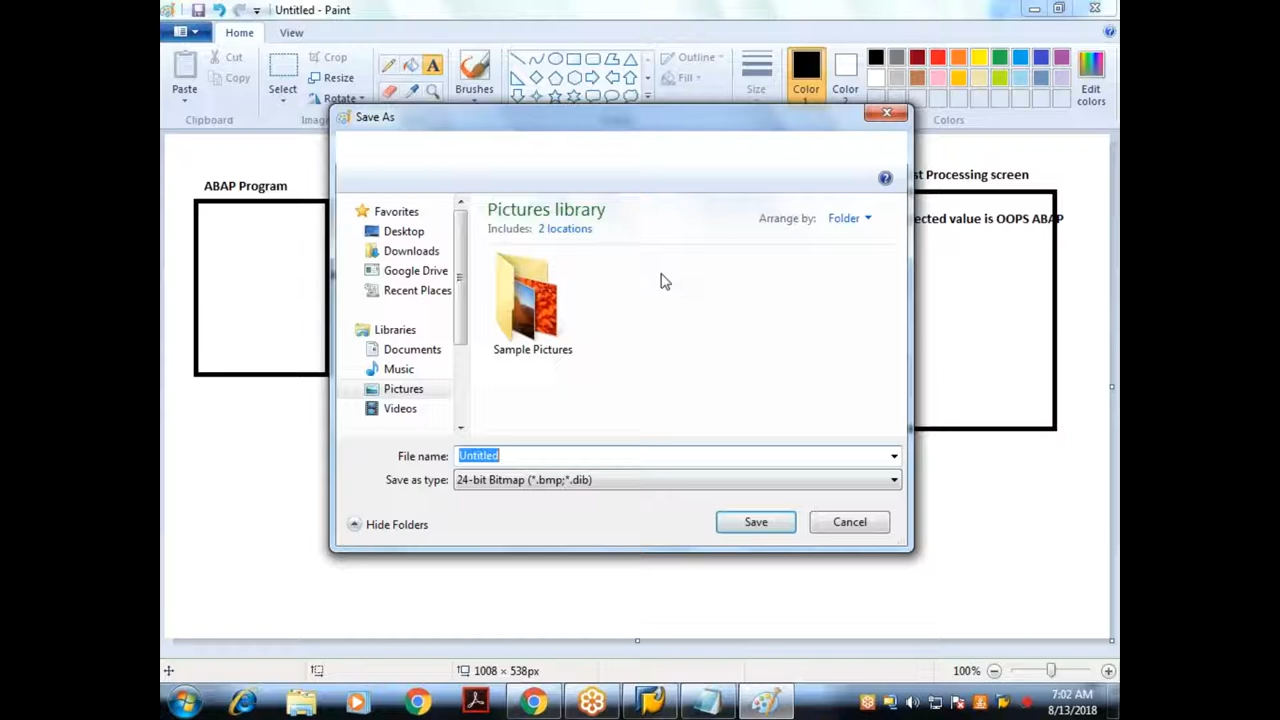 Untitled - Paint
Home
View
Paste
Cut
Copy
Clipboard
Select
Crop
Resize
Rotate
Brushes
Outline
Fill
Size
Color
1
Color
Edit
colors
Colors
ABAP Program
Processing screen
value is OOPS ABAP
Save As
Favorites
Desktop
Downloads
Google Drive
Recent Places
Libraries
Documents
Music
Pictures
Videos
Pictures library
Includes: 2 locations
Arrange by: Folder
Sample Pictures
File name: Untitled
Save as type: 24-bit Bitmap (*.bmp;*.dib)
Hide Folders
Save
Cancel
1008 × 538px
100%
7:02 AM
8/13/2018